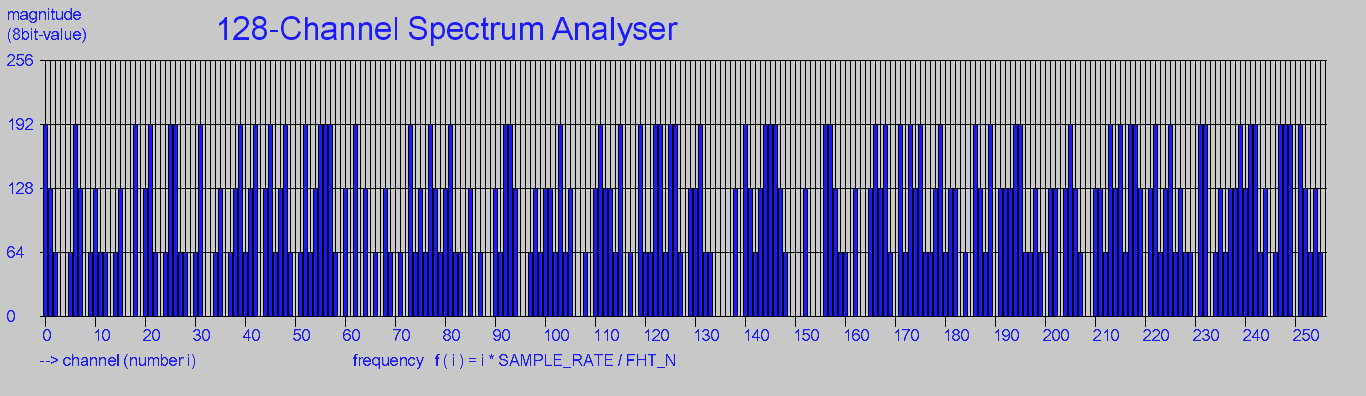 magnitude
(8bit-value)
128-Channel Spectrum Analyser
256
192
128
64
0
0 10 20 30 40 50 60 70 80 90 100 110 120 130 140 150 160 170 180 190 200 210 220 230 240 250
--> channel (number i)
frequency f ( i ) = i * SAMPLE_RATE / FHT_N